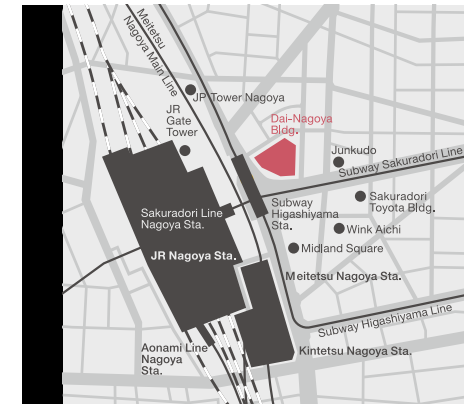 Meitetsu
Nagoya Main Line
JP Tower Nagoya
JR
Gate
Tower
Dai-Nagoya
Bldg.
Junkudo
Subway Sakuradori Line
Sakuradori
Toyota Bldg.
Subway
Higashiyama
Sta.
Sakuradori Line
Nagoya Sta.
Wink Aichi
Midland Square
JR Nagoya Sta.
Meitetsu Nagoya Sta.
Subway Higashiyama Line
Aonami Line
Nagoya
Sta.
Kintetsu Nagoya Sta.